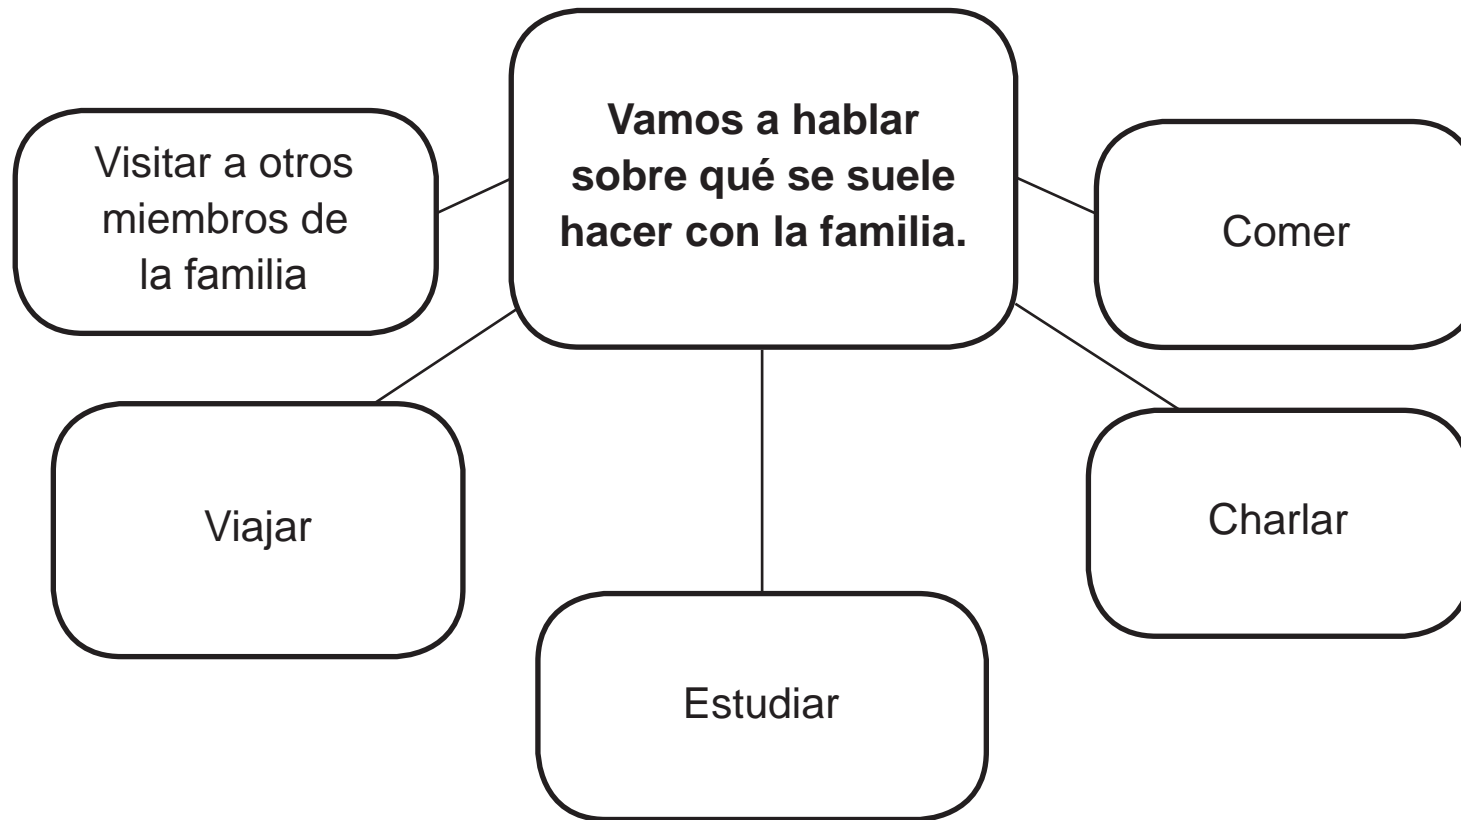 Vamos a hablar
sobre qué se suele
hacer con la familia.
Visitar a otros
miembros de
la familia
Comer
Viajar
Charlar
Estudiar